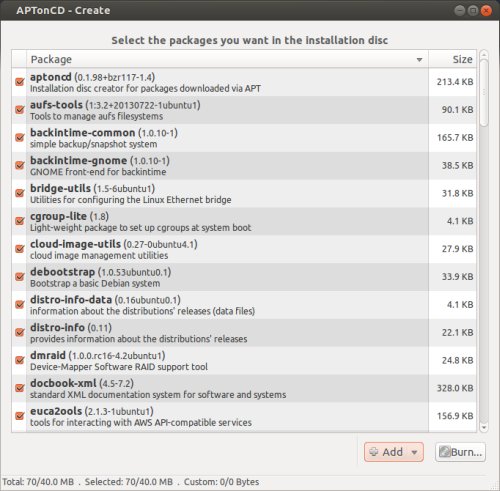 APTonCD - Create
Select the packages you want in the installation disc
Package Size
aptoncd (0.1.98+bzr117-1.4)
Installation disc creator for packages downloaded via APT
213.4 KB
aufs-tools (1:3.2+20130722-1ubuntu1)
Tools to manage aufs filesystems
90.1 KB
backintime-common (1.0.10-1)
simple backup/snapshot system
165.7 KB
backintime-gnome (1.0.10-1)
GNOME front-end for backintime
38.5 KB
bridge-utils (1.5-6ubuntu1)
Utilities for configuring the Linux Ethernet bridge
31.8 KB
cgroup-lite (1.8)
Light-weight package to set up cgroups at system boot
4.1 KB
cloud-image-utils (0.27-0ubuntu4.1)
cloud image management utilities
27.9 KB
debootstrap (1.0.53ubuntu0.1)
Bootstrap a basic Debian system
33.9 KB
distro-info-data (0.16ubuntu0.1)
information about the distributions' releases (data files)
4.1 KB
distro-info (0.11)
provides information about the distributions' releases
22.1 KB
dmraid (1.0.0.rc16-4.2ubuntu1)
Device-Mapper Software RAID support tool
24.8 KB
docbook-xml (4.5-7.2)
standard XML documentation system for software and systems
328.0 KB
euca2ools (2.1.3-1ubuntu1)
tools for interacting with AWS API-compatible services
156.9 KB
Add Burn...
Total: 70/40.0 MB . Selected: 70/40.0 MB . Custom: 0/0 Bytes